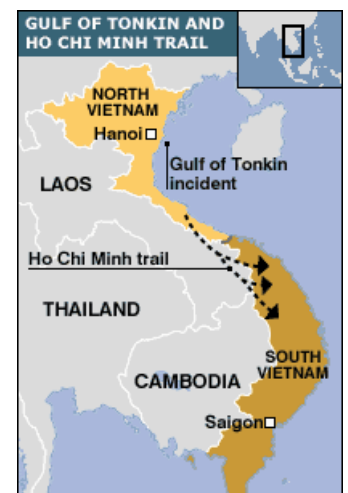 GULF OF TONKIN AND
HO CHI MINH TRAIL
NORTH
VIETNAM
Hanoi
Gulf of Tonkin
incident
LAOS
Ho Chi Minh trail
THAILAND
SOUTH
VIETNAM
CAMBODIA
Saigon